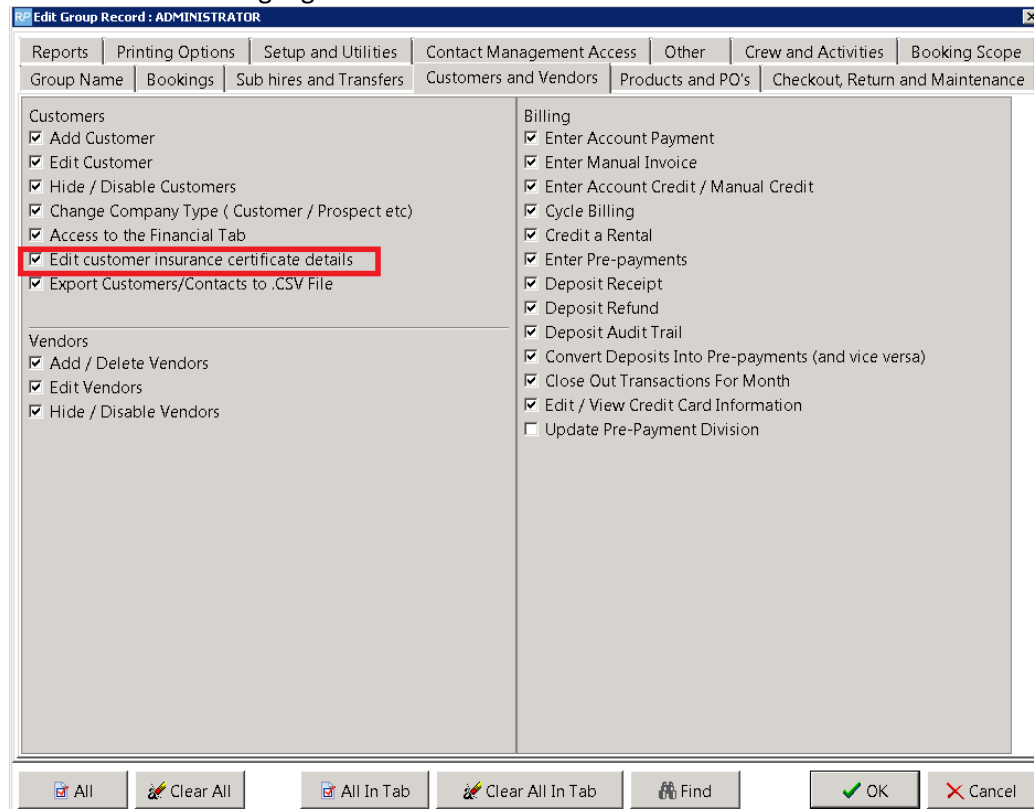 RP Edit Group Record : ADMINISTRATOR
Reports Printing Options Setup and Utilities Contact Management Access Other Crew and Activities Booking Scope
Group Name Bookings Sub hires and Transfers Customers and Vendors Products and PO's Checkout, Return and Maintenance
Customers
Add Customer
Edit Customer
Hide / Disable Customers
Change Company Type ( Customer / Prospect etc)
Access to the Financial Tab
Edit customer insurance certificate details
Export Customers/Contacts to .CSV File
Vendors
Add / Delete Vendors
Edit Vendors
Hide / Disable Vendors
Billing
Enter Account Payment
Enter Manual Invoice
Enter Account Credit / Manual Credit
Cycle Billing
Credit a Rental
Enter Pre-payments
Deposit Receipt
Deposit Refund
Deposit Audit Trail
Convert Deposits Into Pre-payments (and vice versa)
Close Out Transactions For Month
Edit / View Credit Card Information
Update Pre-Payment Division
All Clear All All In Tab Clear All In Tab Find OK Cancel